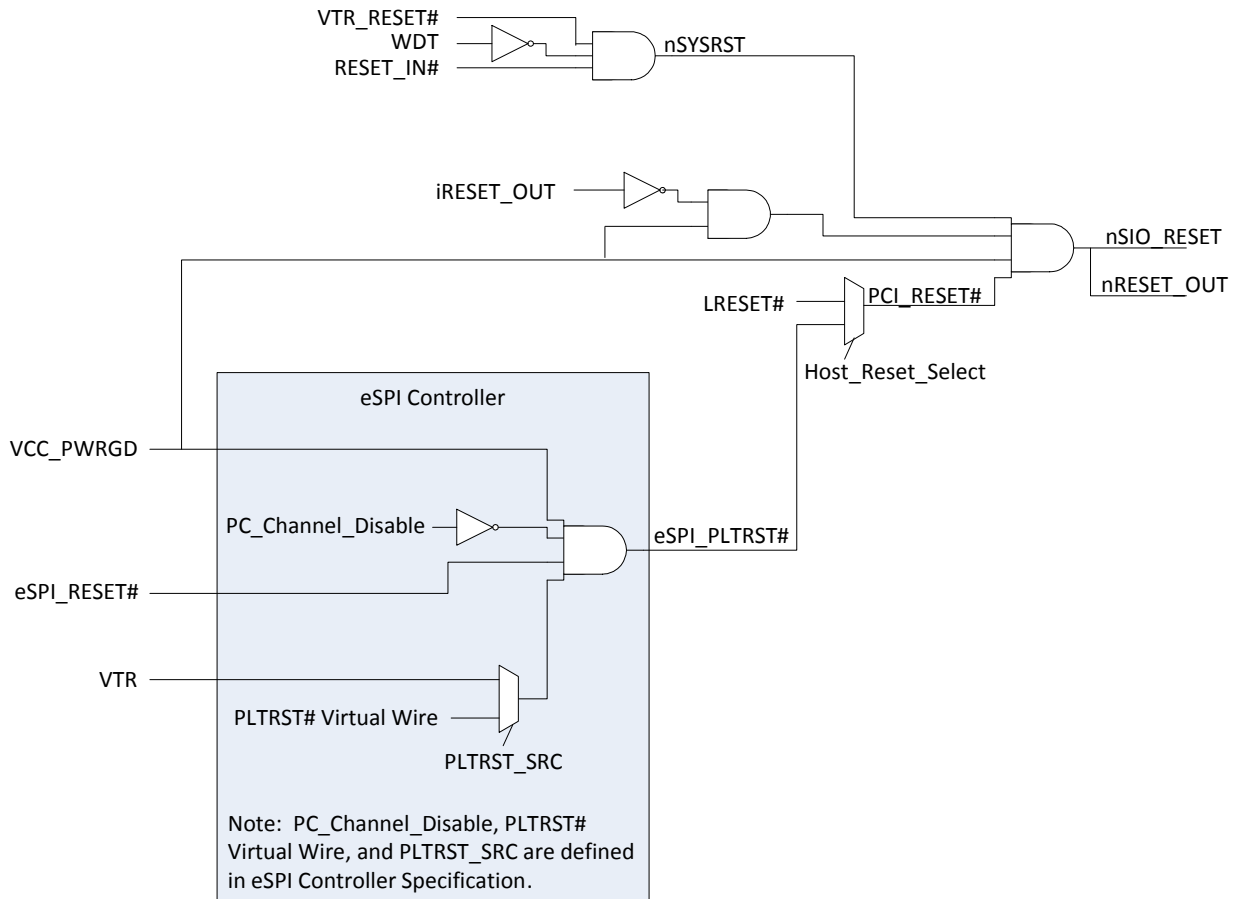 VTR_RESET#
WDT
nSYSRST
RESET_IN#
iRESET_OUT
nSIO_RESET
nRESET_OUT
LRESET#
PCI_RESET#
Host_Reset_Select
eSPI Controller
VCC_PWRGD
PC_Channel_Disable
eSPI_PLTRST#
eSPI_RESET#
VTR
PLTRST# Virtual Wire
PLTRST_SRC
Note: PC_Channel_Disable, PLTRST#
Virtual Wire, and PLTRST_SRC are defined
in eSPI Controller Specification.